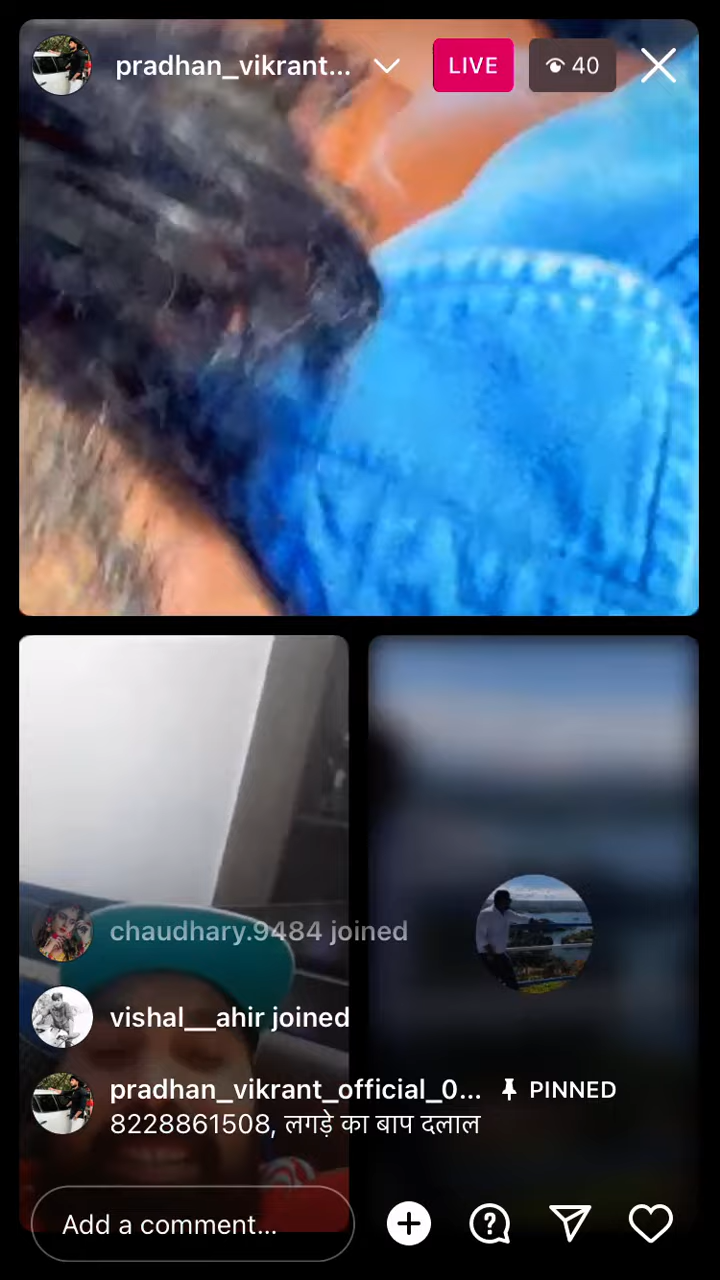 pradhan_vikrant...
LIVE
40
chaudhary.9484 joined
vishal__ahir joined
pradhan_vikrant_official_0... PINNED
8228861508, लगड़े का बाप दलाल
Add a comment...